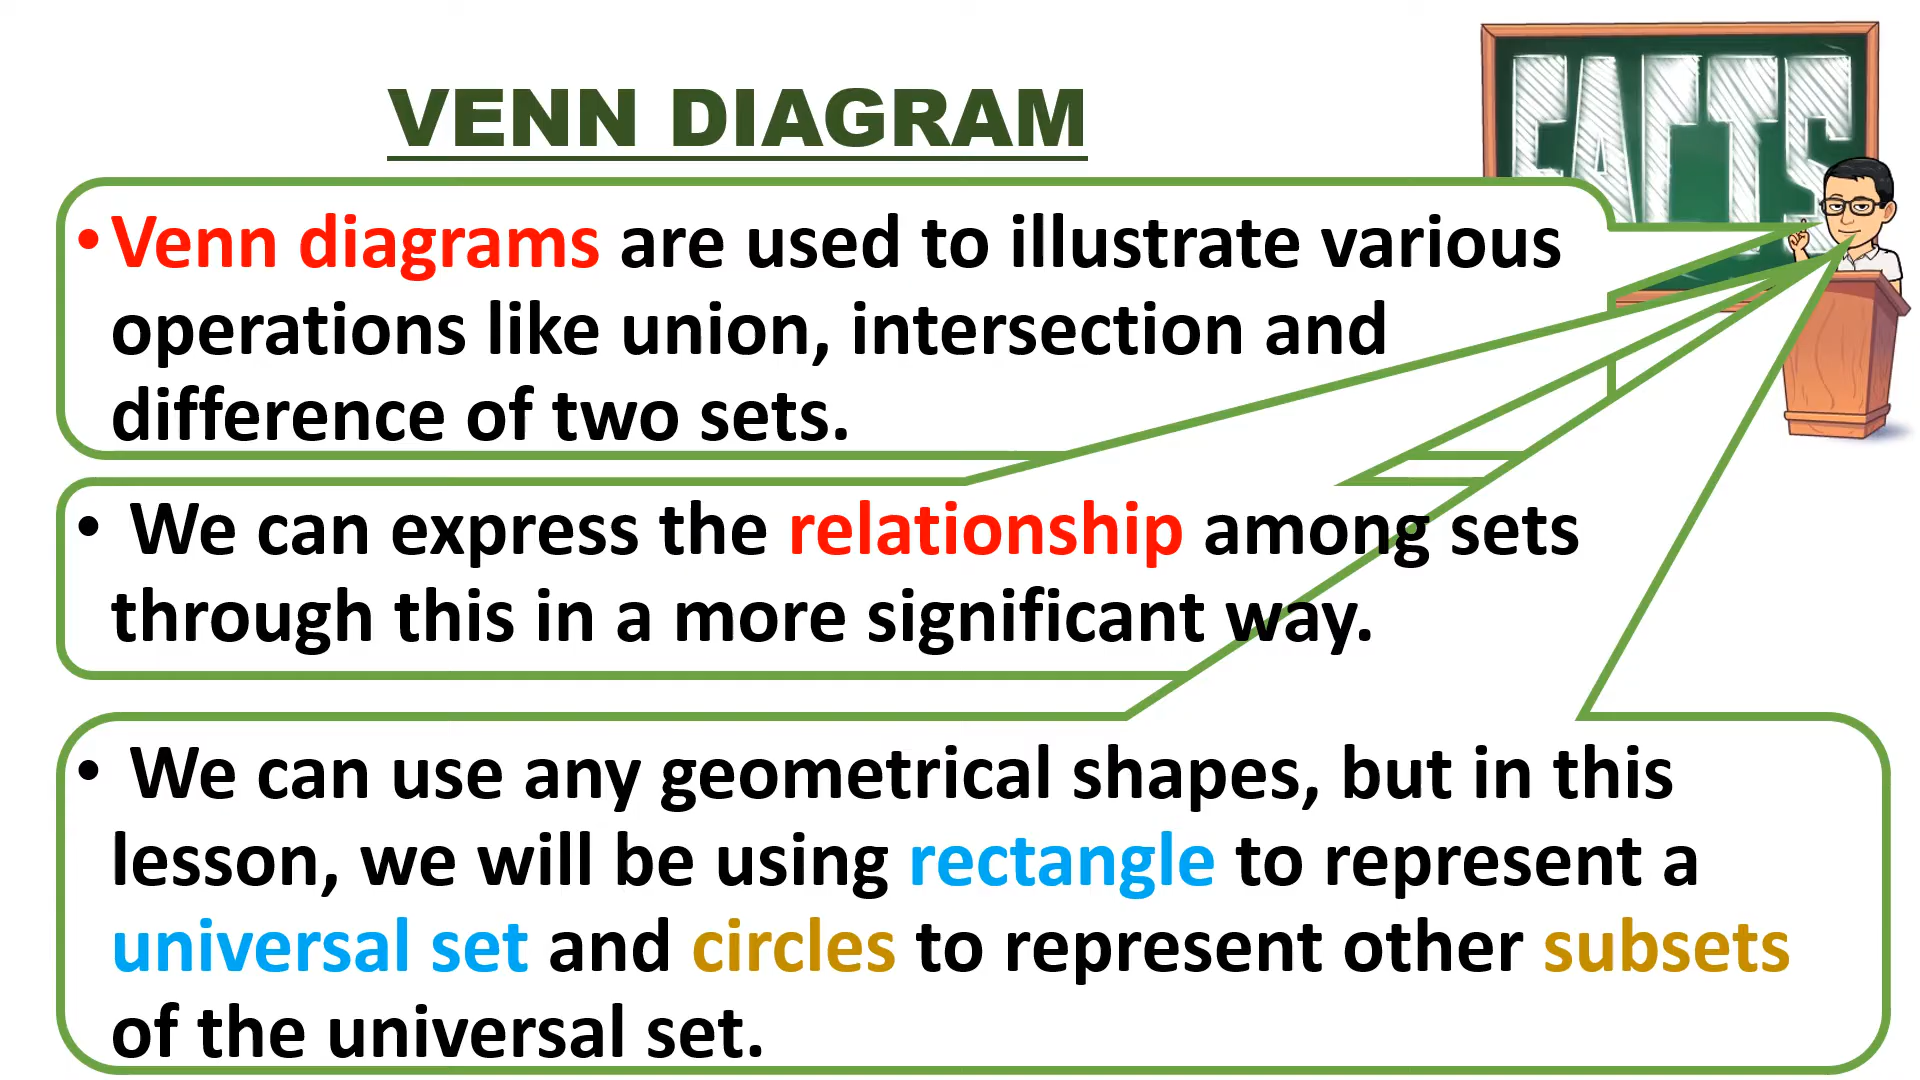 FACTS
VENN DIAGRAM
• Venn diagrams are used to illustrate various
operations like union, intersection and
difference of two sets.
• We can express the relationship among sets
through this in a more significant way.
• We can use any geometrical shapes, but in this
lesson, we will be using rectangle to represent a
universal set and circles to represent other subsets
of the universal set.